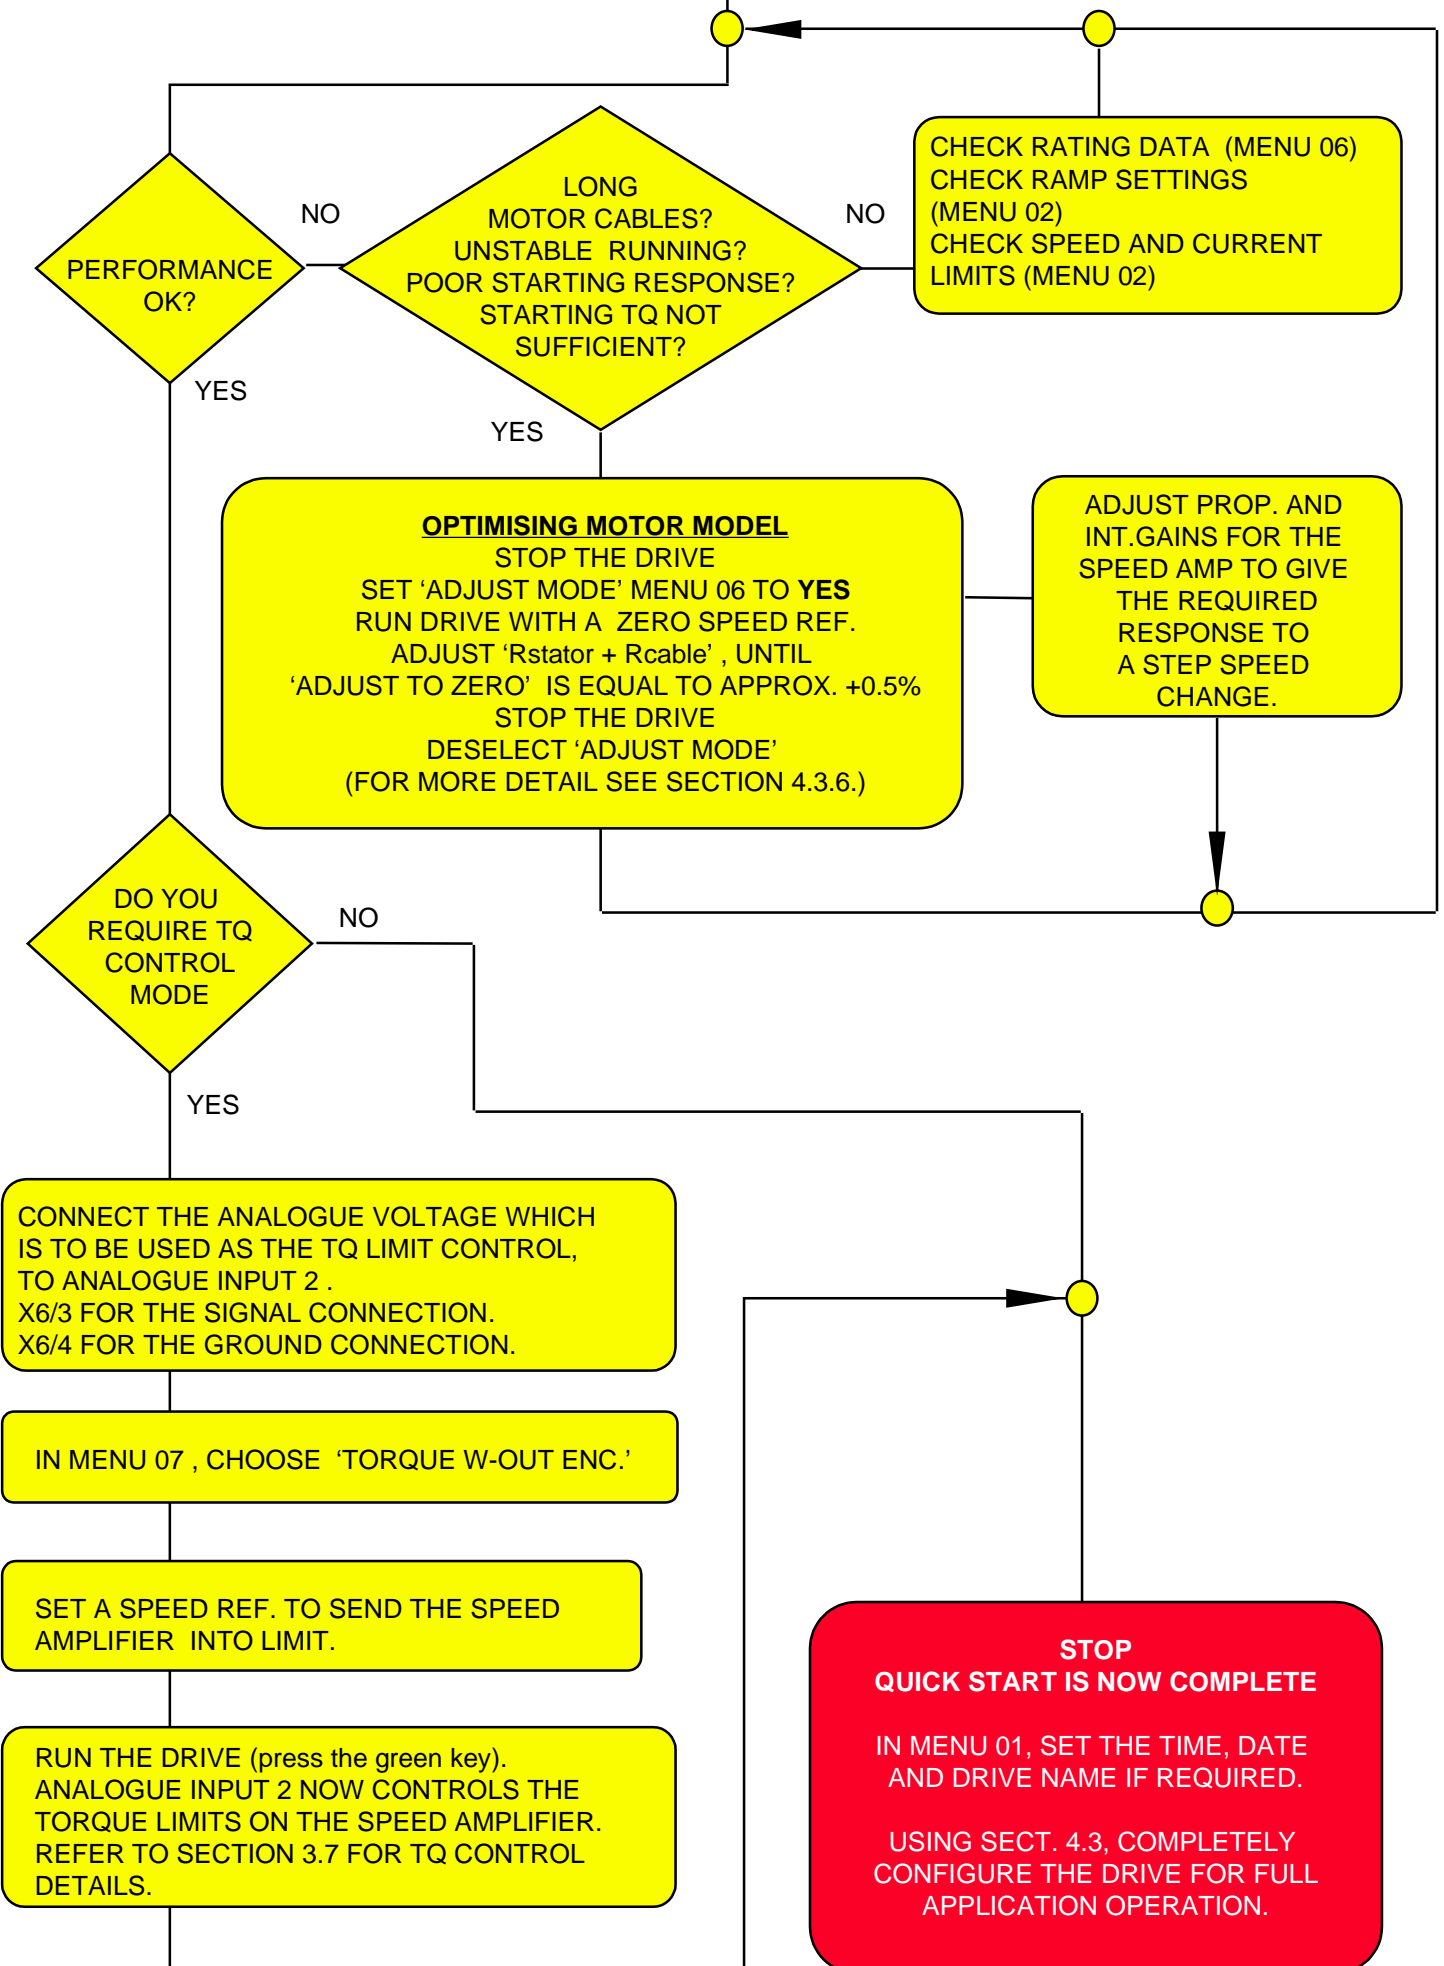 PERFORMANCE
OK?
NO
YES
LONG
MOTOR CABLES?
UNSTABLE RUNNING?
POOR STARTING RESPONSE?
STARTING TQ NOT
SUFFICIENT?
NO
YES
CHECK RATING DATA (MENU 06)
CHECK RAMP SETTINGS
(MENU 02)
CHECK SPEED AND CURRENT
LIMITS (MENU 02)
OPTIMISING MOTOR MODEL
STOP THE DRIVE
SET ‘ADJUST MODE’ MENU 06 TO YES
RUN DRIVE WITH A ZERO SPEED REF.
ADJUST ‘Rstator + Rcable’ , UNTIL
‘ADJUST TO ZERO’ IS EQUAL TO APPROX. +0.5%
STOP THE DRIVE
DESELECT ‘ADJUST MODE’
(FOR MORE DETAIL SEE SECTION 4.3.6.)
ADJUST PROP. AND
INT.GAINS FOR THE
SPEED AMP TO GIVE
THE REQUIRED
RESPONSE TO
A STEP SPEED
CHANGE.
DO YOU
REQUIRE TQ
CONTROL
MODE
NO
YES
CONNECT THE ANALOGUE VOLTAGE WHICH
IS TO BE USED AS THE TQ LIMIT CONTROL,
TO ANALOGUE INPUT 2 .
X6/3 FOR THE SIGNAL CONNECTION.
X6/4 FOR THE GROUND CONNECTION.
IN MENU 07 , CHOOSE ‘TORQUE W-OUT ENC.’
SET A SPEED REF. TO SEND THE SPEED
AMPLIFIER INTO LIMIT.
RUN THE DRIVE (press the green key).
ANALOGUE INPUT 2 NOW CONTROLS THE
TORQUE LIMITS ON THE SPEED AMPLIFIER.
REFER TO SECTION 3.7 FOR TQ CONTROL
DETAILS.
STOP
QUICK START IS NOW COMPLETE
IN MENU 01, SET THE TIME, DATE
AND DRIVE NAME IF REQUIRED.
USING SECT. 4.3, COMPLETELY
CONFIGURE THE DRIVE FOR FULL
APPLICATION OPERATION.